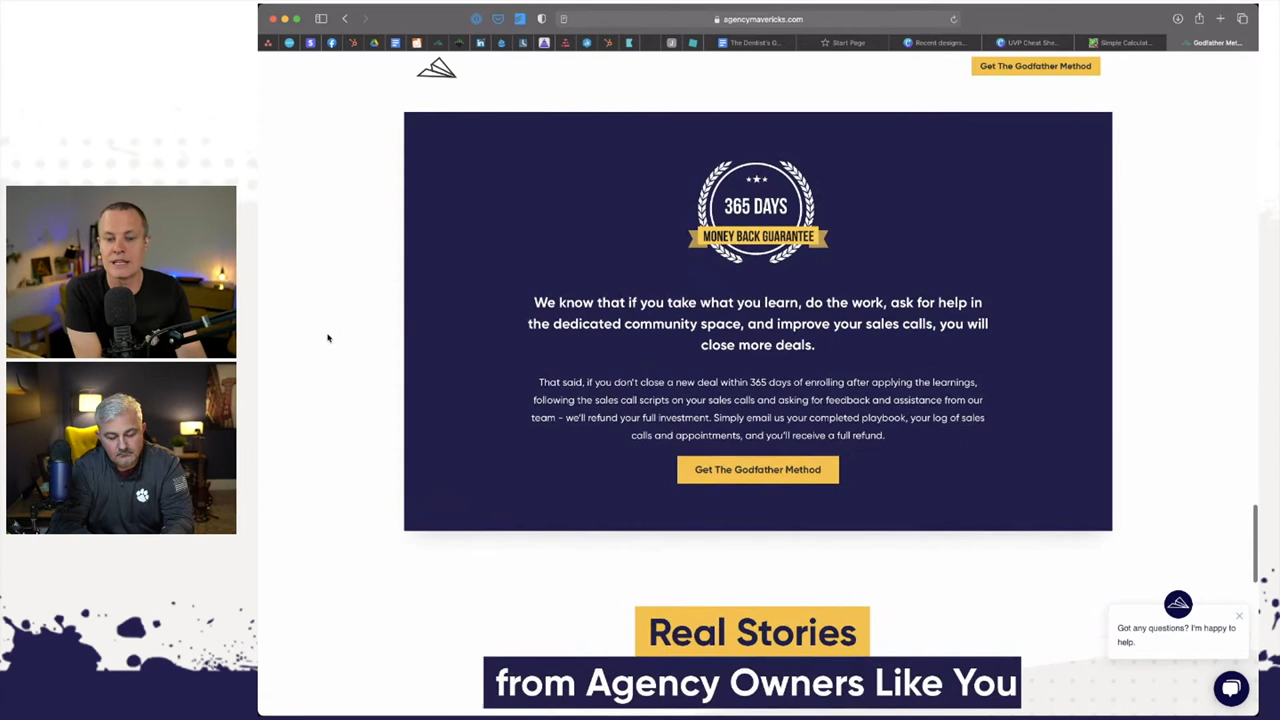 agencymavericks.com
The Dentist's G...
Start Page
Recent designs...
UVP Cheat She...
Simple Calculat...
Godfather Met...
Get The Godfather Method
365 DAYS
MONEY BACK GUARANTEE
We know that if you take what you learn, do the work, ask for help in
the dedicated community space, and improve your sales calls, you will
close more deals.
That said, if you don't close a new deal within 365 days of enrolling after applying the learnings,
following the sales call scripts on your sales calls and asking for feedback and assistance from our
team - we'll refund your full investment. Simply email us your completed playbook, your log of sales
calls and appointments, and you'll receive a full refund.
Get The Godfather Method
Real Stories
from Agency Owners Like You
Got any questions? I'm happy to
help.